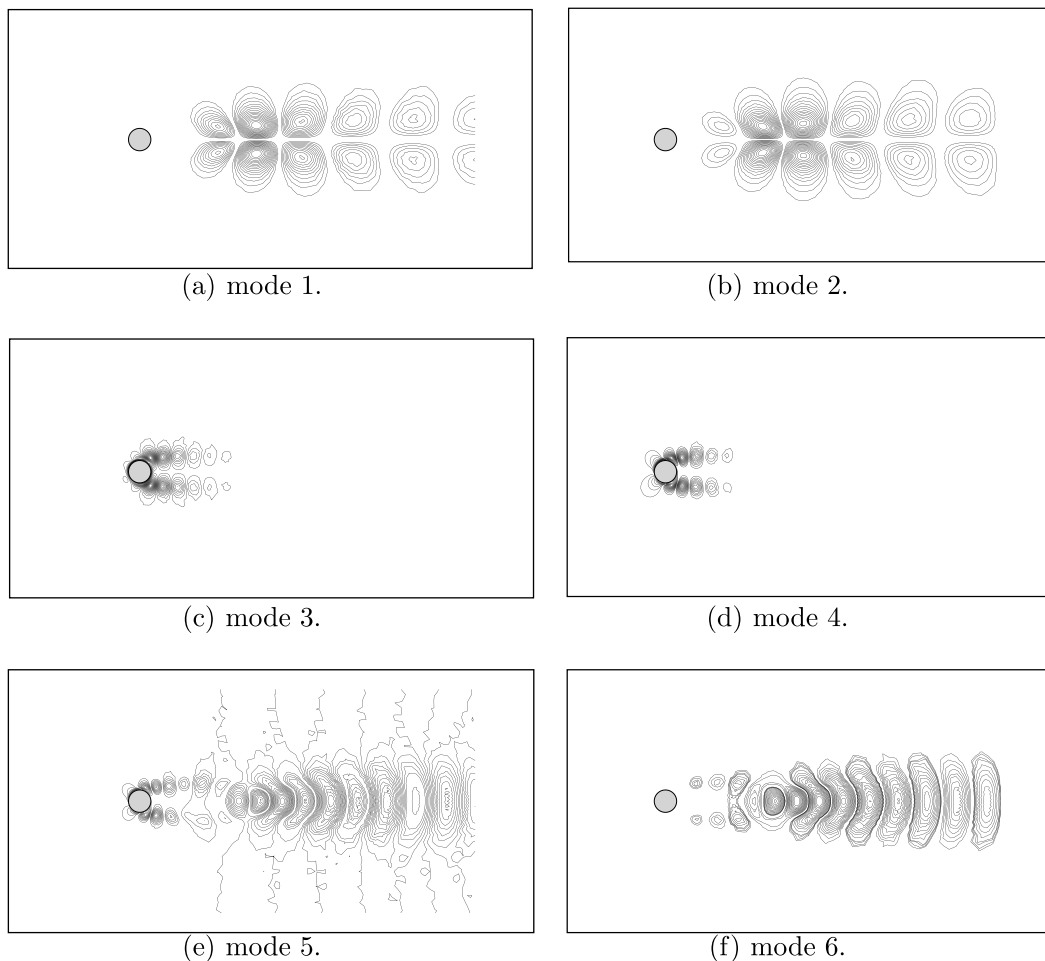 (a) mode 1.
(b) mode 2.
(c) mode 3.
(d) mode 4.
(e) mode 5.
(f) mode 6.